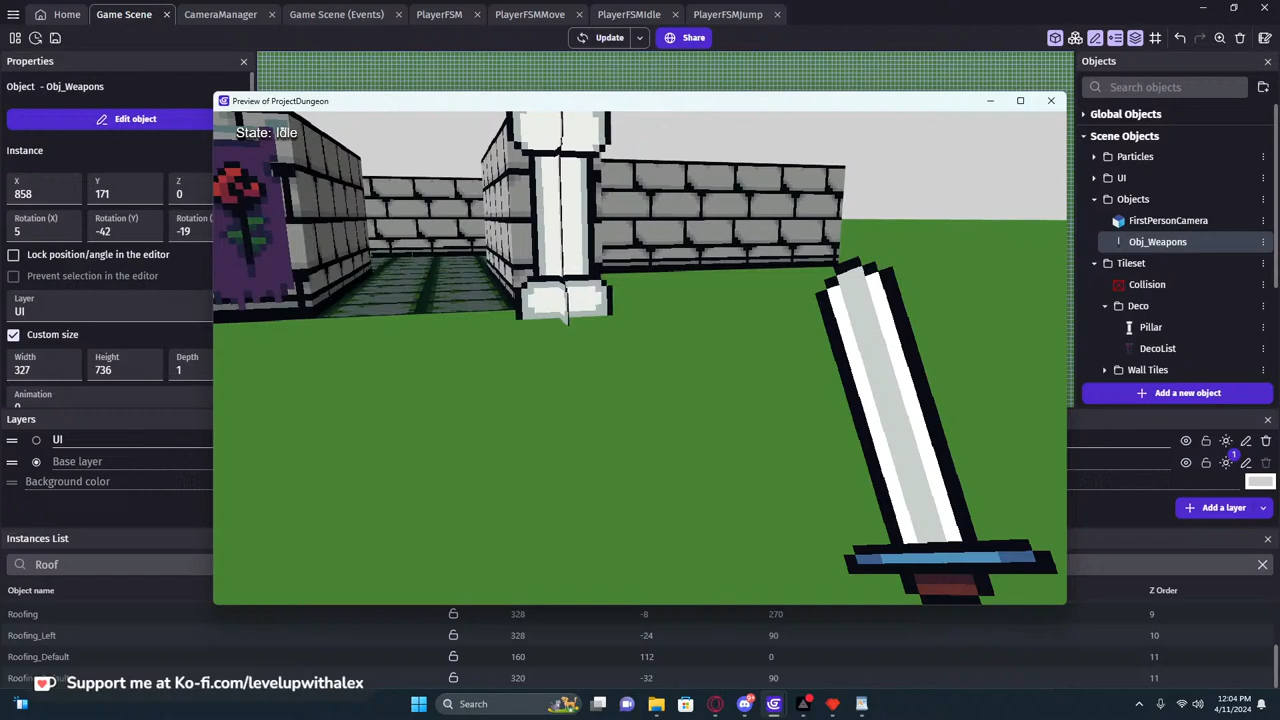 Home
Game Scene
CameraManager
Game Scene (Events)
PlayerFSM
PlayerFSMMove
PlayerFSMIdle
PlayerFSMJump
Update
Share
Properties
Object - Obj_Weapons
Edit object
Instance
X
858
Y
171
Z
0
Rotation (X)
5
Rotation (Y)
-42
Rotation (
-19
Lock position/angle in the editor
Prevent selection in the editor
Layer
UI
Custom size
Width
327
Height
736
Depth
1
Animation
Layers
UI
Base layer
Background color
Instances List
Roof
Object name
Z Order
Roofing 328 -8 270 9
Roofing_Left 328 -24 90 10
Roofing_Default 160 112 0 11
320 -32 90 11
Preview of ProjectDungeon
State: Idle
Objects
Search objects
Global Objects
Scene Objects
Particles
UI
Objects
FirstpersonCamera
Obj_Weapons
Tileset
Collision
Deco
Pillar
DecoList
Wall Tiles
Add a new object
1
Add a layer
Support me at Ko-fi.com/levelupwithalex
Search
12:04 PM
4/11/2024